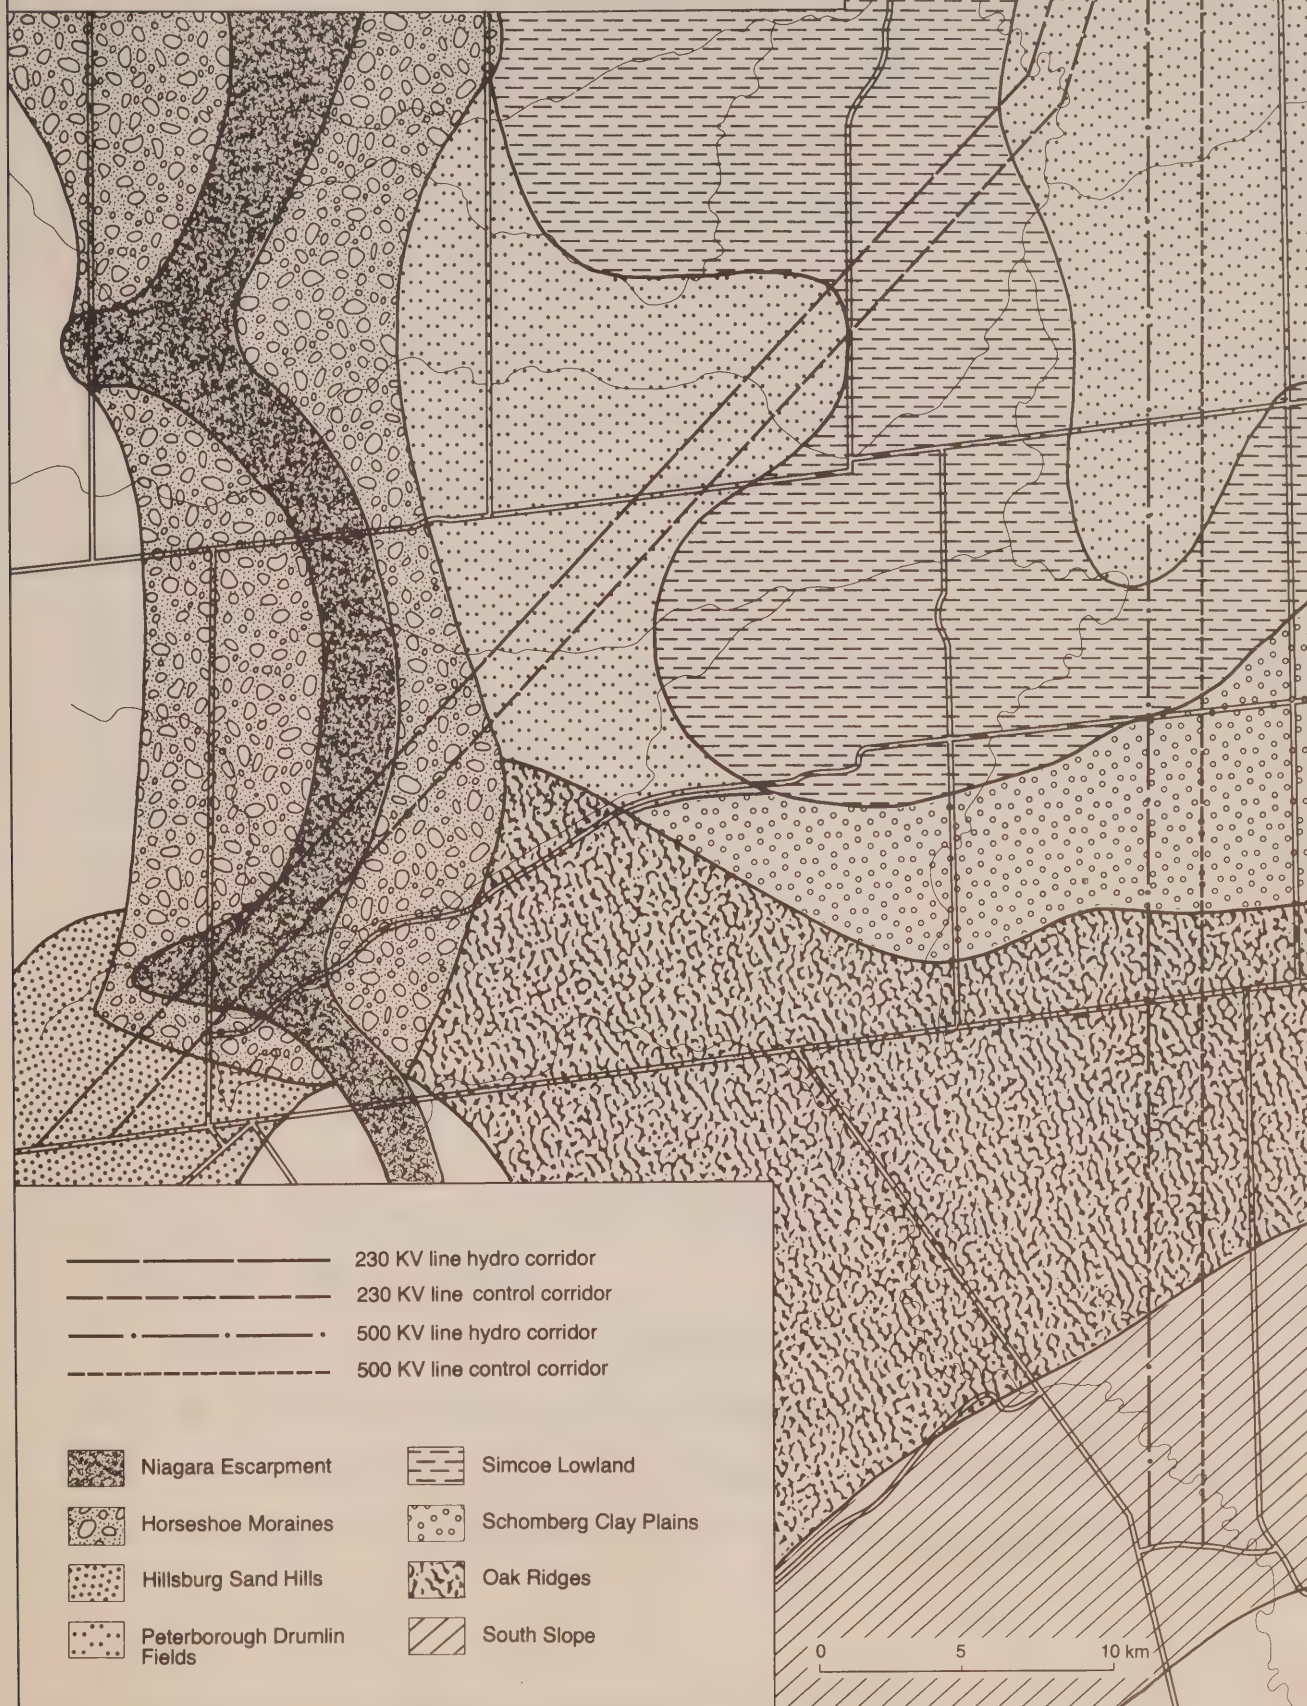 230 KV line hydro corridor
230 KV line control corridor
500 KV line hydro corridor
500 KV line control corridor
Niagara Escarpment
Simcoe Lowland
Horseshoe Moraines
Schomberg Clay Plains
Hillsburg Sand Hills
Oak Ridges
Peterborough Drumlin
Fields
South Slope
0 5 10 km